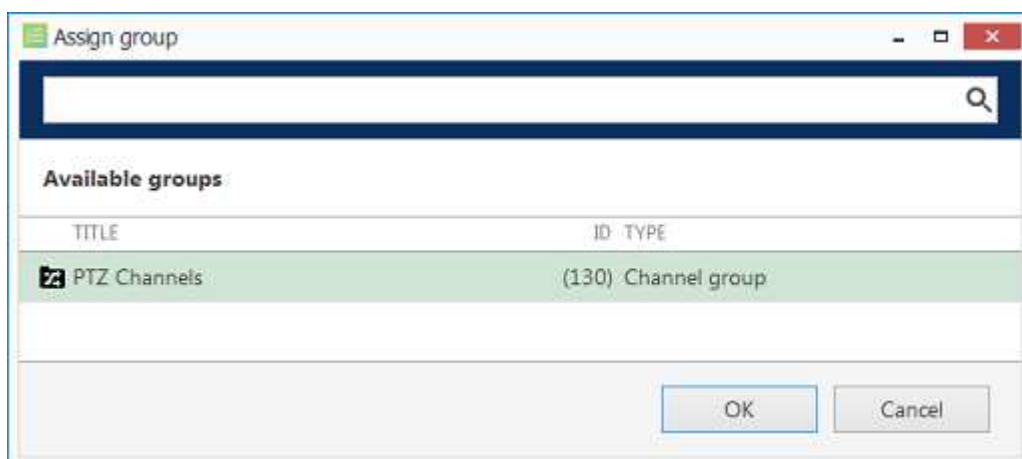 Assign group
Available groups
TITLE ID TYPE
PTZ Channels (130) Channel group
OK Cancel